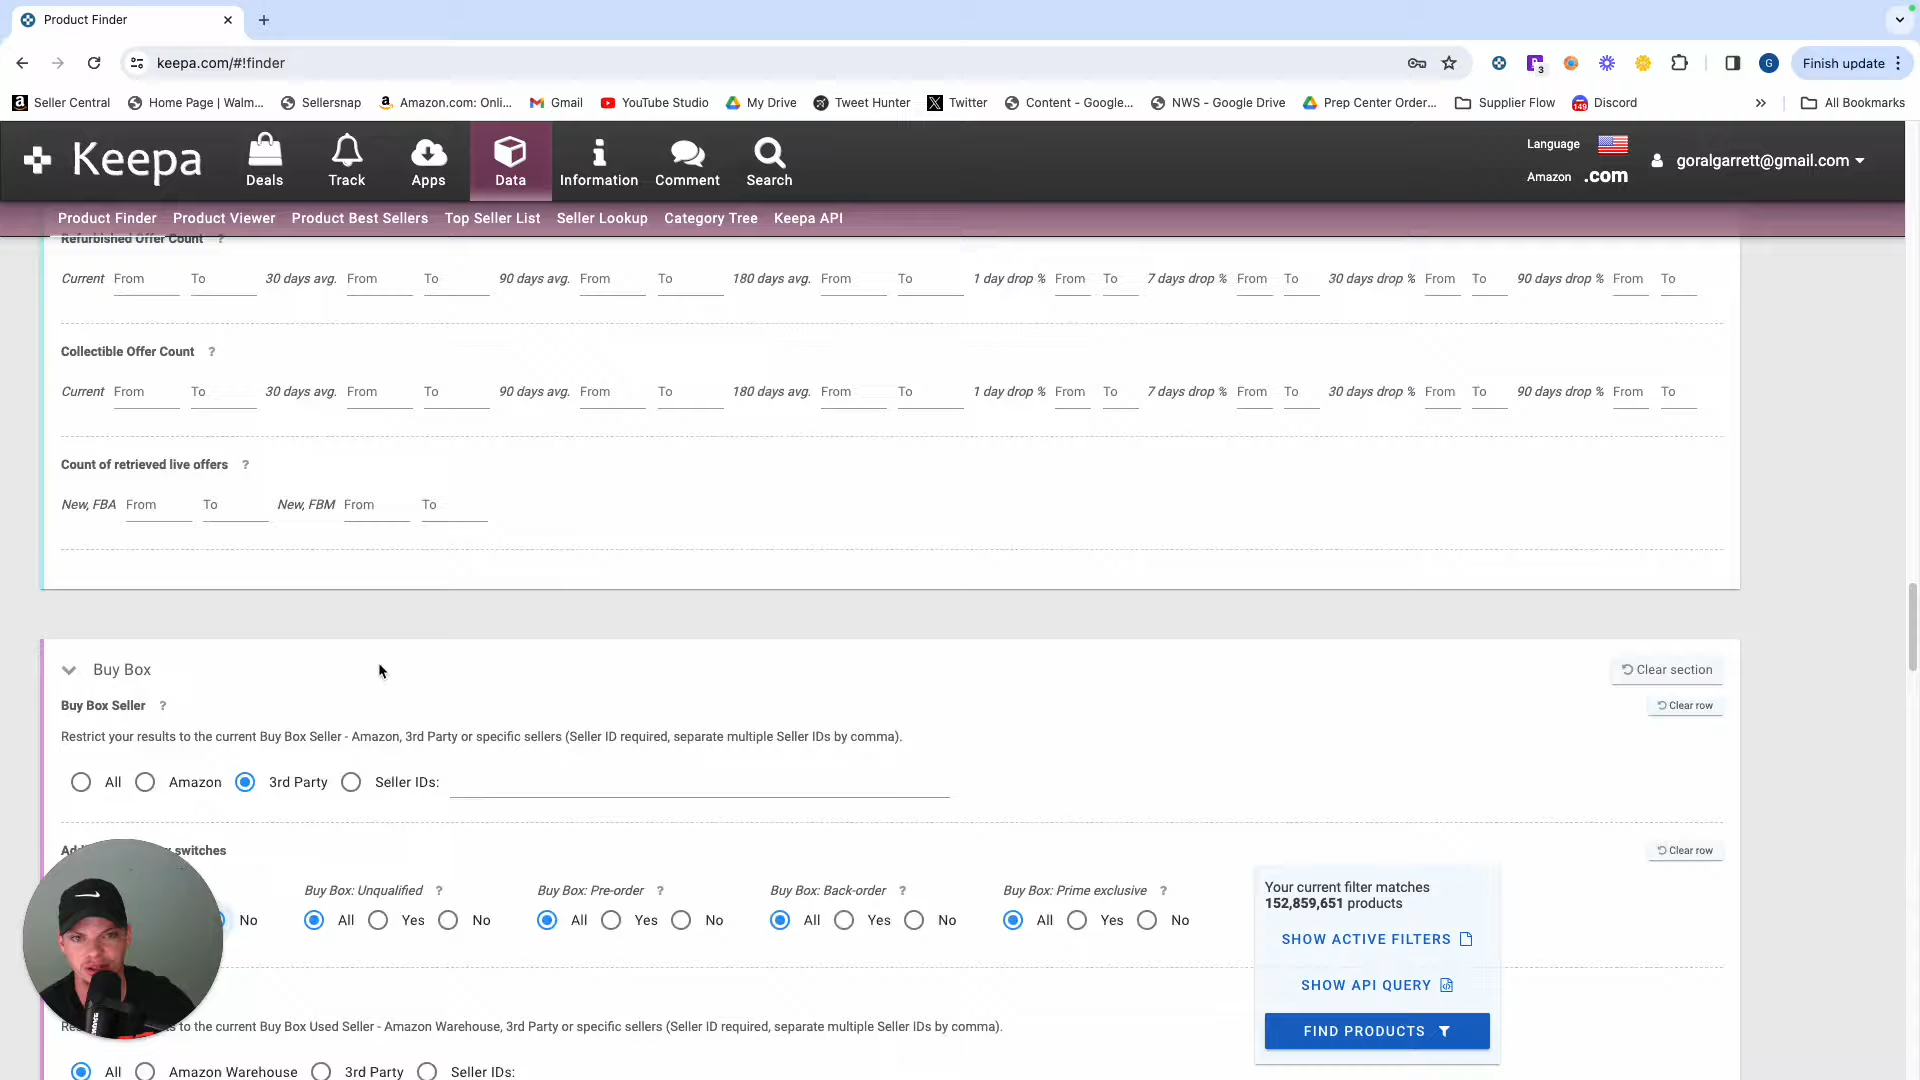 Product Finder
keepa.com/#!finder
3
G
Finish update
Seller Central
Home Page | Walm...
Sellersnap
Amazon.com: Onli...
Gmail
YouTube Studio
My Drive
Tweet Hunter
Twitter
Content - Google...
NWS - Google Drive
Prep Center Order...
Supplier Flow
Discord
All Bookmarks
Keepa
Deals
Track
Apps
Data
Information
Comment
Search
Language
Amazon .com
goralgarrett@gmail.com
Product Finder Product Viewer Product Best Sellers Top Seller List Seller Lookup Category Tree Keepa API
Refurbished Offer Count ?
Current From To 30 days avg. From To 90 days avg. From To 180 days avg. From To 1 day drop % From To 7 days drop % From To 30 days drop % From To 90 days drop % From To
Collectible Offer Count ?
Current From To 30 days avg. From To 90 days avg. From To 180 days avg. From To 1 day drop % From To 7 days drop % From To 30 days drop % From To 90 days drop % From To
Count of retrieved live offers ?
New, FBA From To New, FBM From To
Buy Box
Clear section
Buy Box Seller ?
Clear row
Restrict your results to the current Buy Box Seller - Amazon, 3rd Party or specific sellers (Seller ID required, separate multiple Seller IDs by comma).
All Amazon 3rd Party Seller IDs:
switches
Clear row
Buy Box: Unqualified ? Buy Box: Pre-order ? Buy Box: Back-order ? Buy Box: Prime exclusive ?
No All Yes No All Yes No All Yes No All Yes No
Your current filter matches
152,859,651 products
SHOW ACTIVE FILTERS
SHOW API QUERY
FIND PRODUCTS
to the current Buy Box Used Seller - Amazon Warehouse, 3rd Party or specific sellers (Seller ID required, separate multiple Seller IDs by comma).
All Amazon Warehouse 3rd Party Seller IDs: